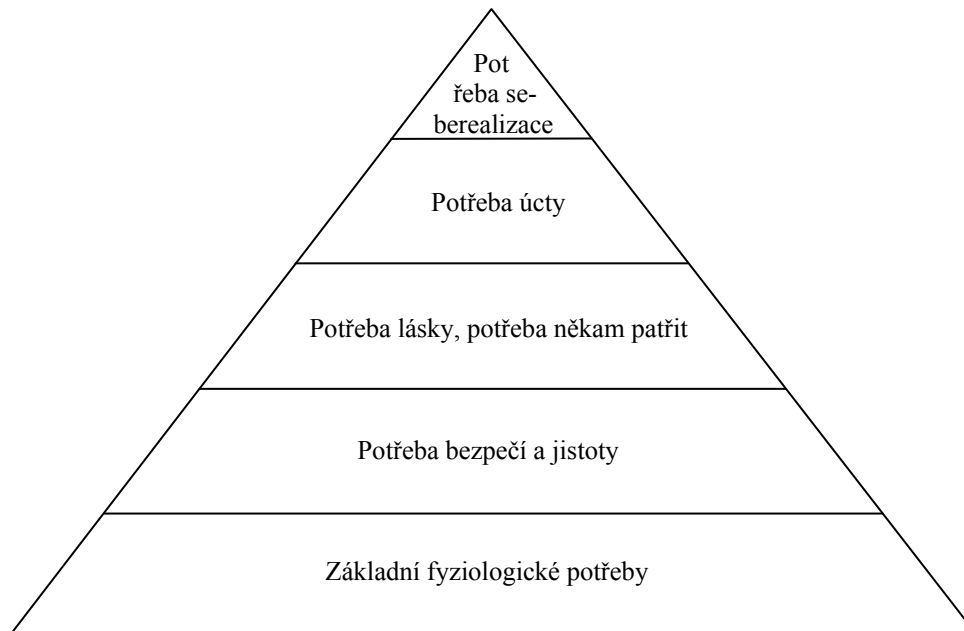 Pot
řeba se-
berealizace
Potřeba úcty
Potřeba lásky, potřeba někam patřit
Potřeba bezpečí a jistoty
Základní fyziologické potřeby